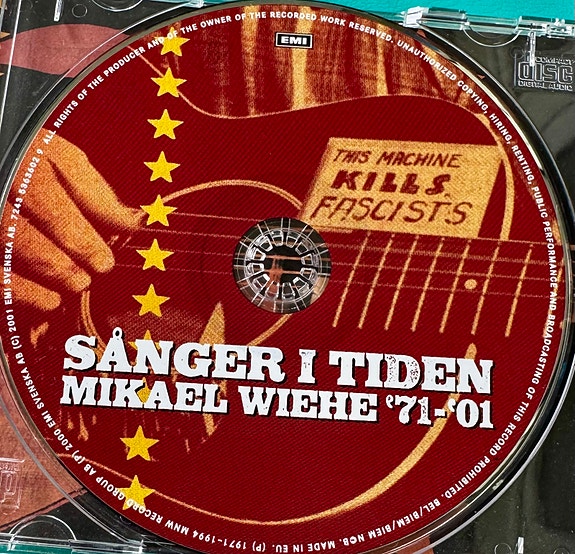 EMI
COMPACT
DISC
DIGITAL AUDIO
THIS MACHINE
KILLS
FASCISTS
SÅNGER I TIDEN
MIKAEL WIEHE ‘71-‘01
MNW RECORD GROUP AB (P) 2000 EMI SVENSKA AB (C) 2001 EMI SVENSKA AB. 7243 5363602 9 ALL RIGHTS OF THE PRODUCER AND OF THE OWNER OF THE RECORDED WORK RESERVED. UNAUTHORIZED COPYING, HIRING, RENTING, PUBLIC PERFORMANCE AND BROADCASTING OF THIS RECORD PROHIBITED. BEL/BIEM/BIEM NCB. MADE IN EU. (P) 1971-1994